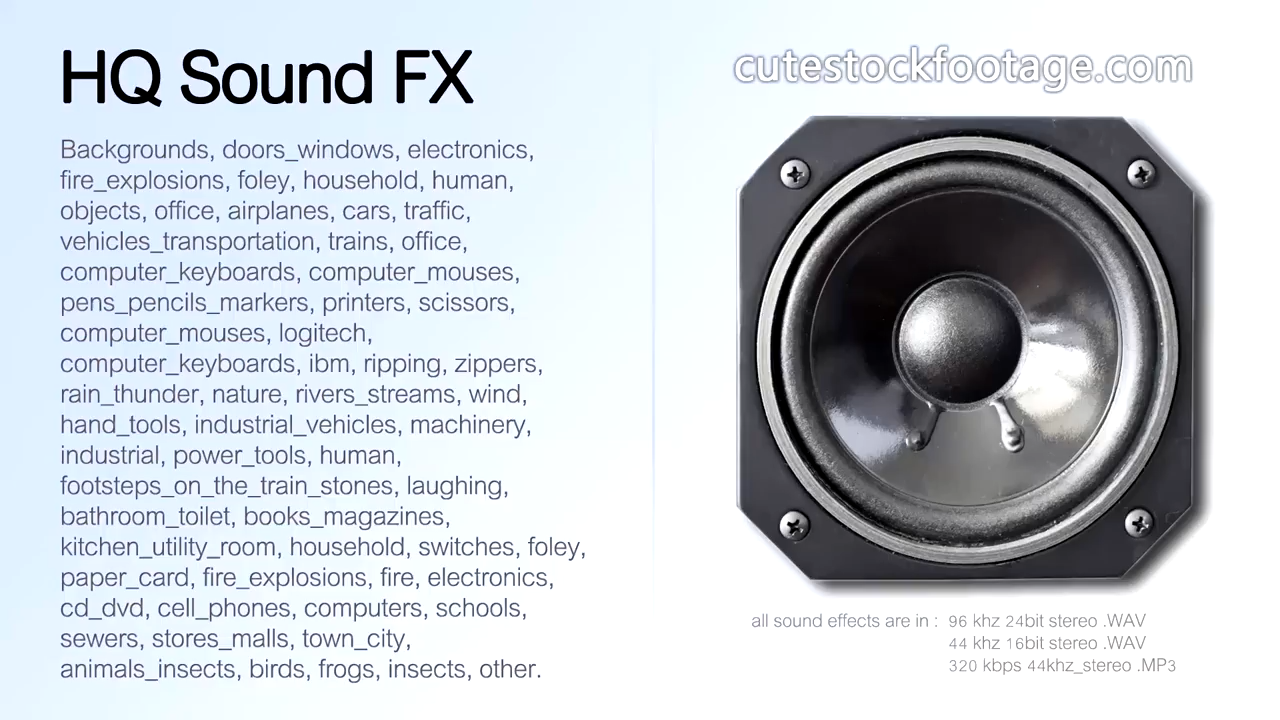 HQ Sound FX
cutestockfootage.com
Backgrounds, doors_windows, electronics,
fire_explosions, foley, household, human,
objects, office, airplanes, cars, traffic,
vehicles_transportation, trains, office,
computer_keyboards, computer_mouses,
pens_pencils_markers, printers, scissors,
computer_mouses, logitech,
computer_keyboards, ibm, ripping, zippers,
rain_thunder, nature, rivers_streams, wind,
hand_tools, industrial_vehicles, machinery,
industrial, power_tools, human,
footsteps_on_the_train_stones, laughing,
bathroom_toilet, books_magazines,
kitchen_utility_room, household, switches, foley,
paper_card, fire_explosions, fire, electronics,
cd_dvd, cell_phones, computers, schools,
sewers, stores_malls, town_city,
animals_insects, birds, frogs, insects, other.
all sound effects are in : 96 khz 24bit stereo .WAV
44 khz 16bit stereo .WAV
320 kbps 44khz_stereo .MP3